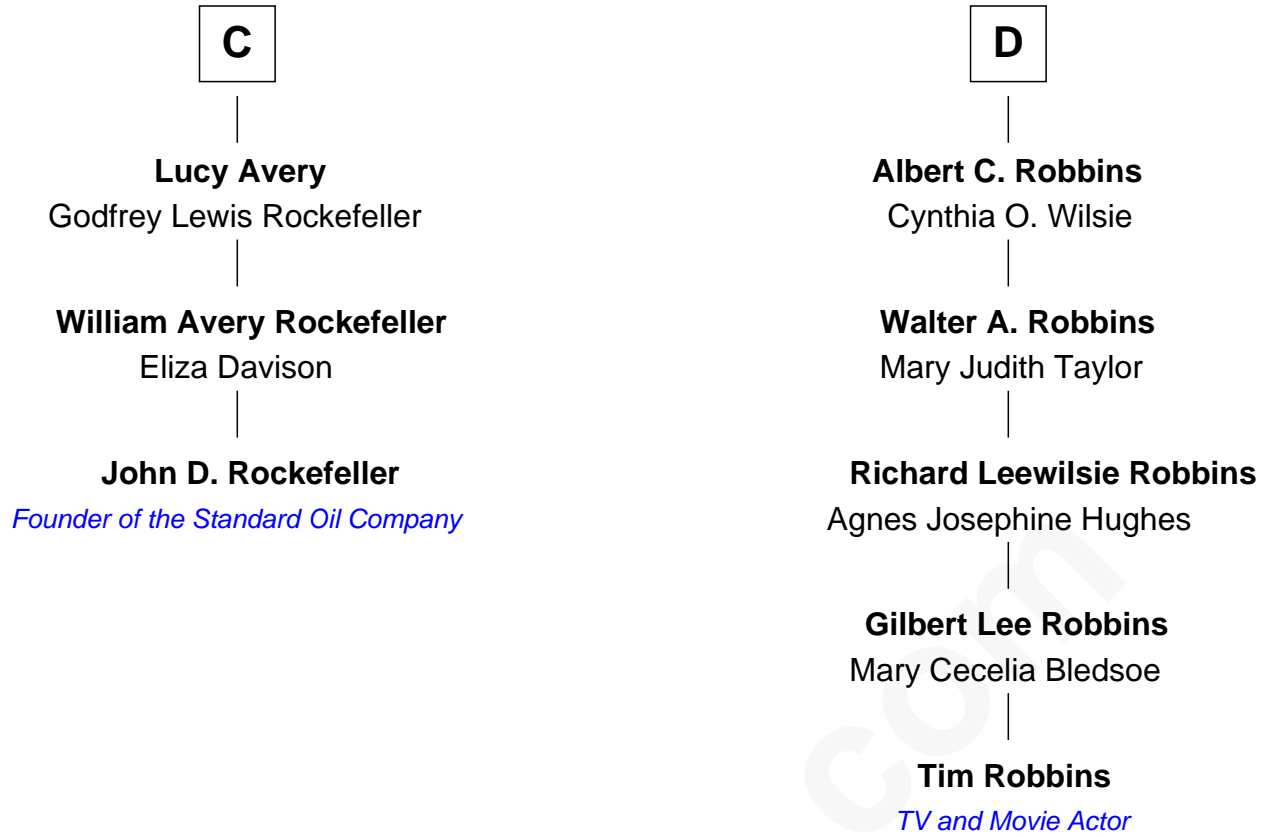 C
Lucy Avery
Godfrey Lewis Rockefeller
William Avery Rockefeller
Eliza Davison
John D. Rockefeller
Founder of the Standard Oil Company
D
Albert C. Robbins
Cynthia O. Wilsie
Walter A. Robbins
Mary Judith Taylor
Richard Leewilsie Robbins
Agnes Josephine Hughes
Gilbert Lee Robbins
Mary Cecelia Bledsoe
Tim Robbins
TV and Movie Actor
com